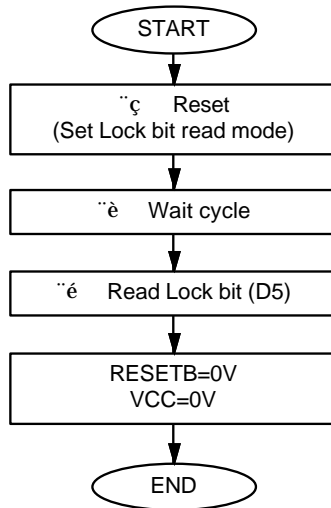 START
¨ç Reset
(Set Lock bit read mode)
¨è Wait cycle
¨é Read Lock bit (D5)
RESETB=0V
VCC=0V
END